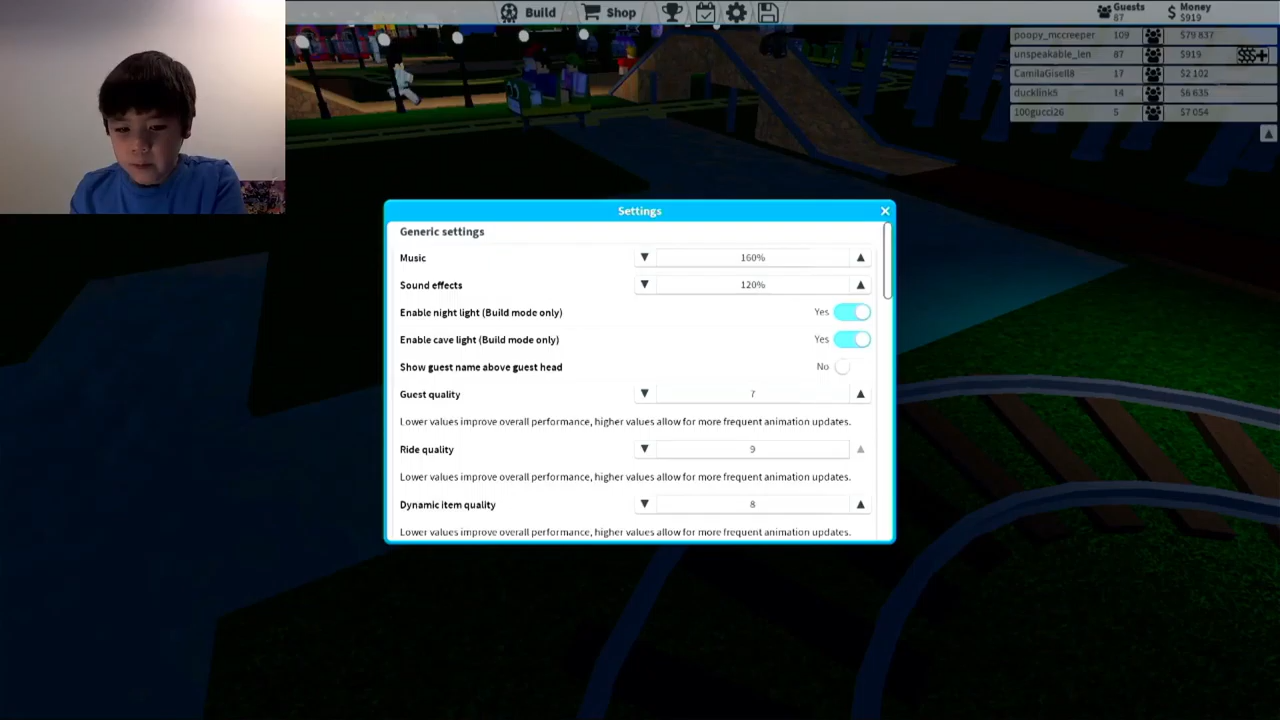 Build
Shop
Guests
87
Money
$919
poopy_mccreeper 109 $79 837
unspeakable_len 87 $919
CamilaGisell8 17 $2 102
ducklink5 14 $6 635
100gucci26 5 $7 054
Settings
Generic settings
Music 160%
Sound effects 120%
Enable night light (Build mode only) Yes
Enable cave light (Build mode only) Yes
Show guest name above guest head No
Guest quality 7
Lower values improve overall performance, higher values allow for more frequent animation updates.
Ride quality 9
Lower values improve overall performance, higher values allow for more frequent animation updates.
Dynamic item quality 8
Lower values improve overall performance, higher values allow for more frequent animation updates.